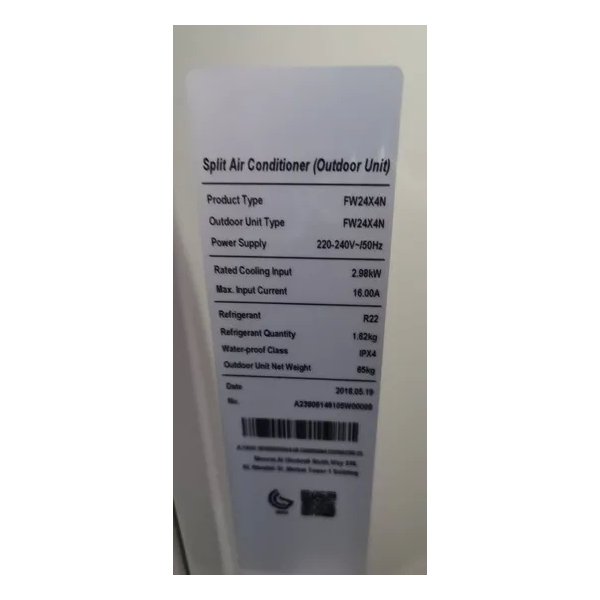 Split Air Conditioner (Outdoor Unit)
Product Type FW24X4N
Outdoor Unit Type FW24X4N
Power Supply 220-240V~/50Hz
Rated Cooling Input 2.98kW
Max. Input Current 16.00A
Refrigerant R22
Refrigerant Quantity 1.62kg
Water-proof Class IPX4
Outdoor Unit Net Weight 65kg
Date 2018.05.19
No.